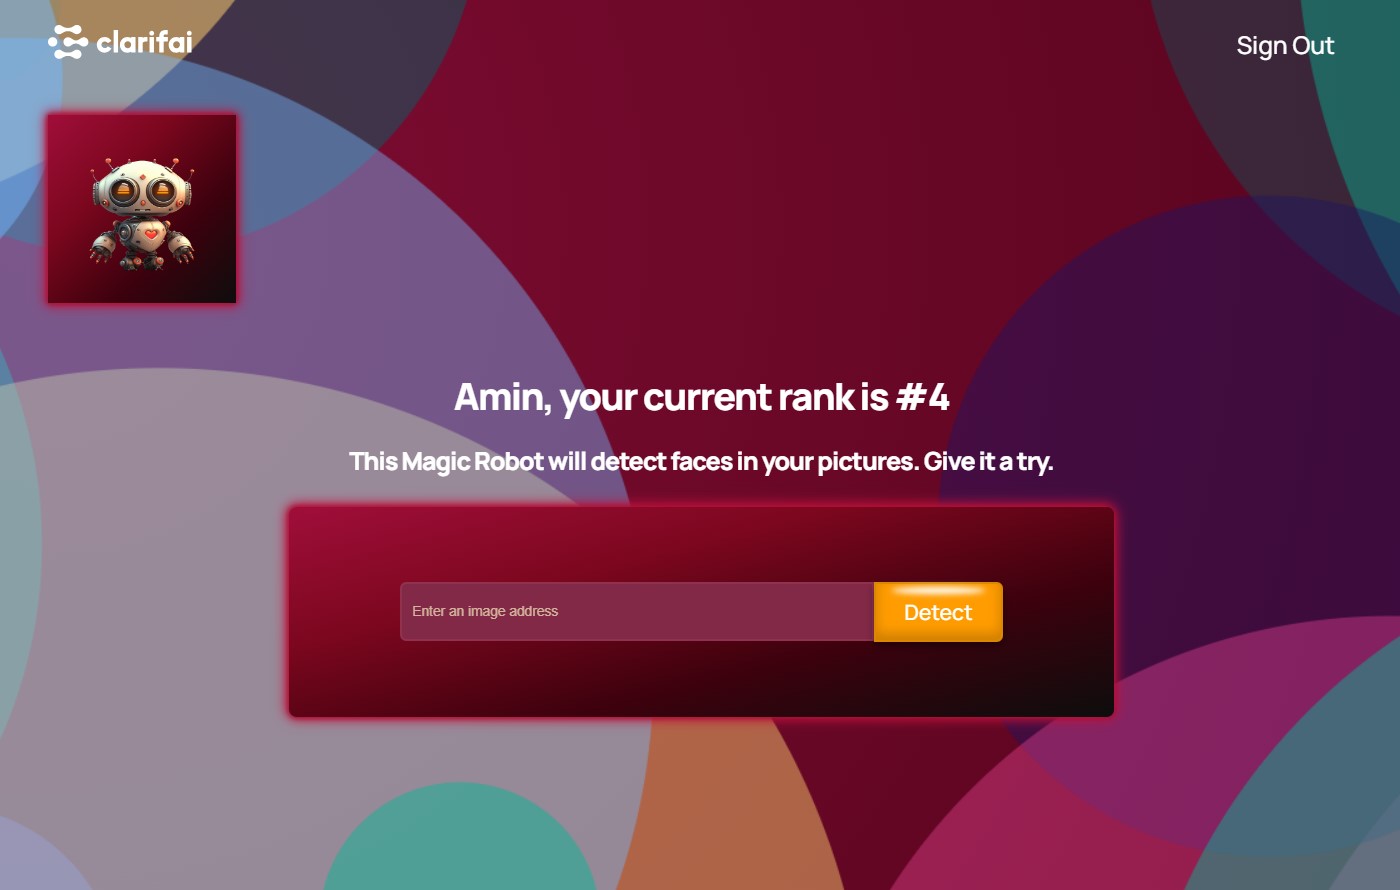 clarifai
Sign Out
Amin, your current rank is #4
This Magic Robot will detect faces in your pictures. Give it a try.
Enter an image address
Detect